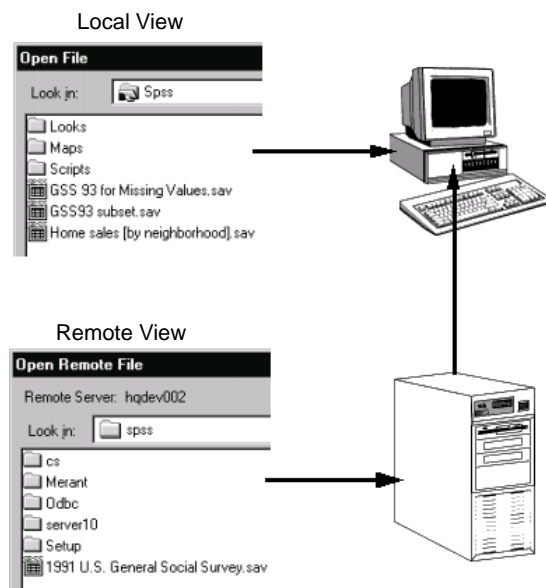 Local View
Open File
Look in: Spss
Looks
Maps
Scripts
GSS 93 for Missing Values.sav
GSS93 subset.sav
Home sales [by neighborhood].sav
Remote View
Open Remote File
Remote Server: hqdev002
Look in: spss
cs
Merant
Odbc
server10
Setup
1991 U.S. General Social Survey.sav